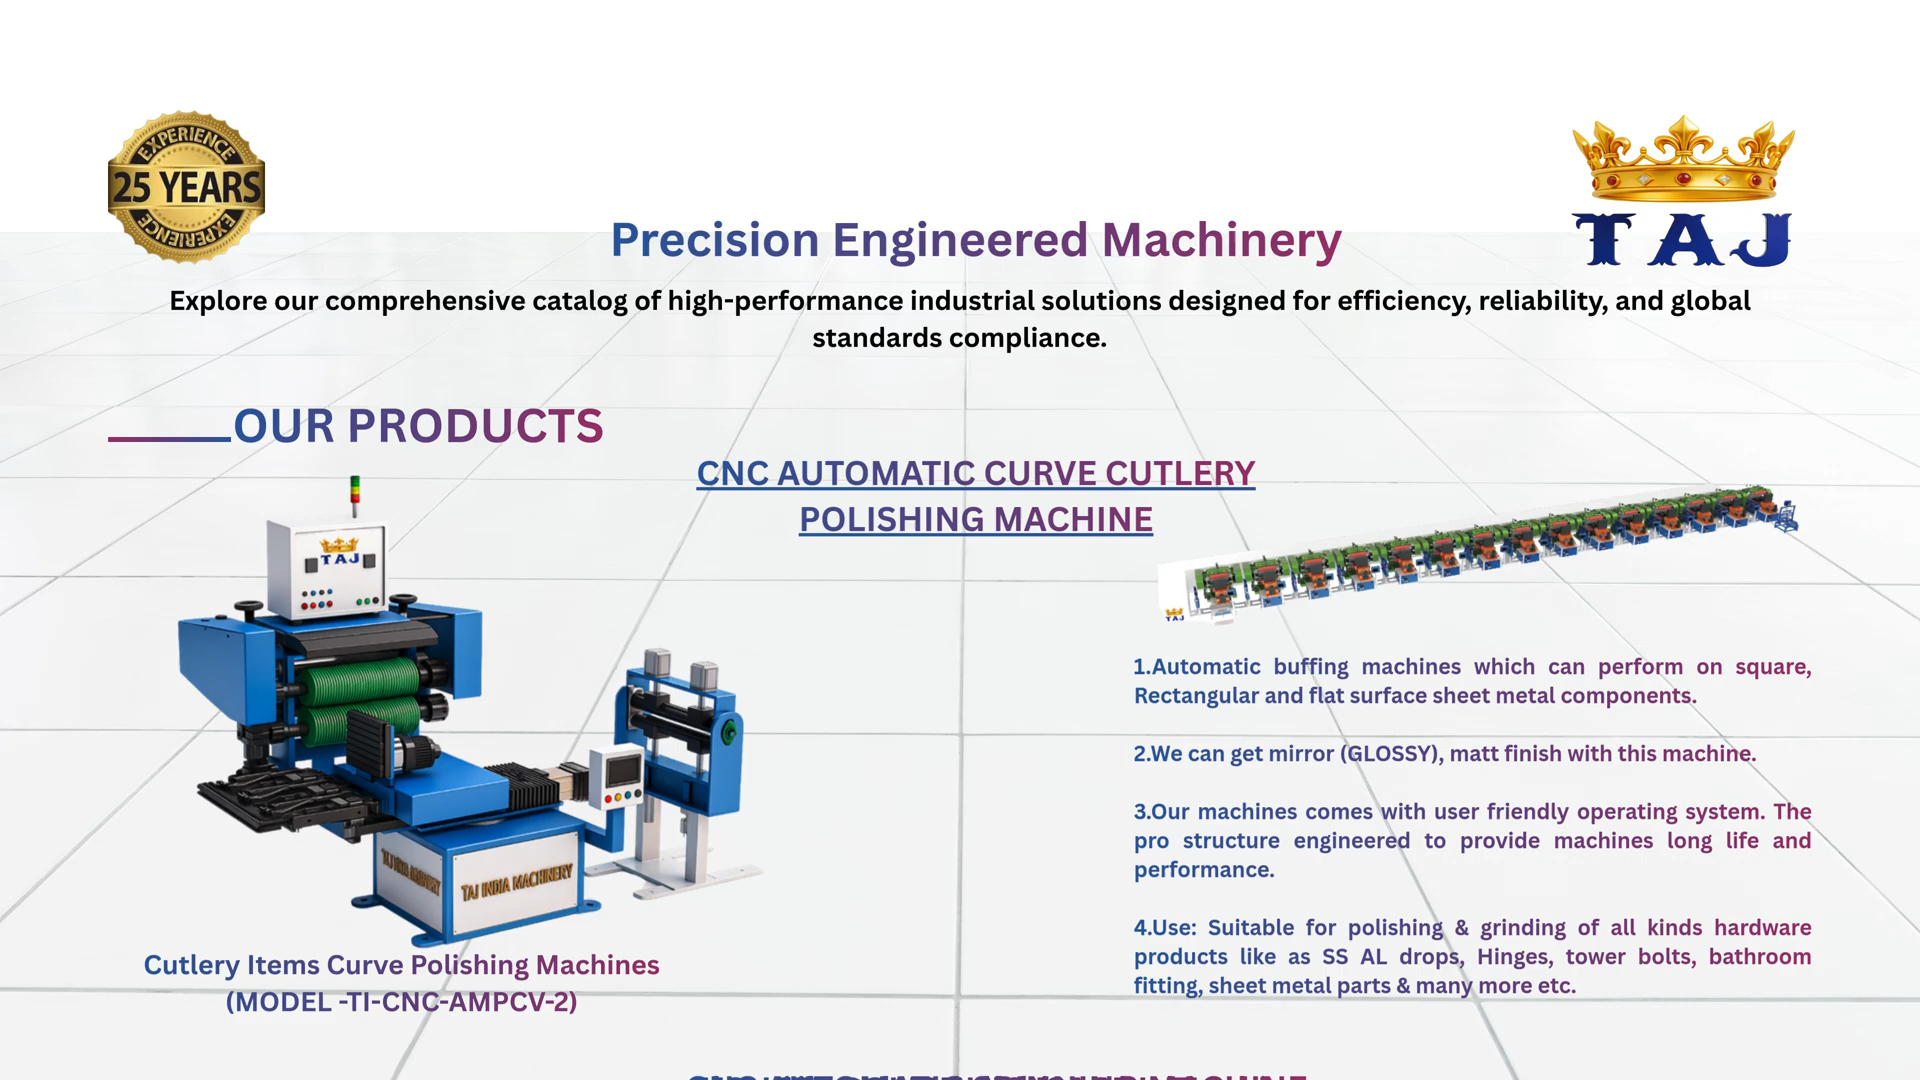 EXPERIENCE
25 YEARS
EXPERIENCE
TAJ
Precision Engineered Machinery
Explore our comprehensive catalog of high-performance industrial solutions designed for efficiency, reliability, and global
standards compliance.
OUR PRODUCTS
CNC AUTOMATIC CURVE CUTLERY
POLISHING MACHINE
TAJ
TAJ INDIA MACHINERY
TAJ INDIA MACHINERY
Cutlery Items Curve Polishing Machines
(MODEL -TI-CNC-AMPCV-2)
TAJ
1.Automatic buffing machines which can perform on square,
Rectangular and flat surface sheet metal components.
2.We can get mirror (GLOSSY), matt finish with this machine.
3.Our machines comes with user friendly operating system. The
pro structure engineered to provide machines long life and
performance.
4.Use: Suitable for polishing & grinding of all kinds hardware
products like as SS AL drops, Hinges, tower bolts, bathroom
fitting, sheet metal parts & many more etc.